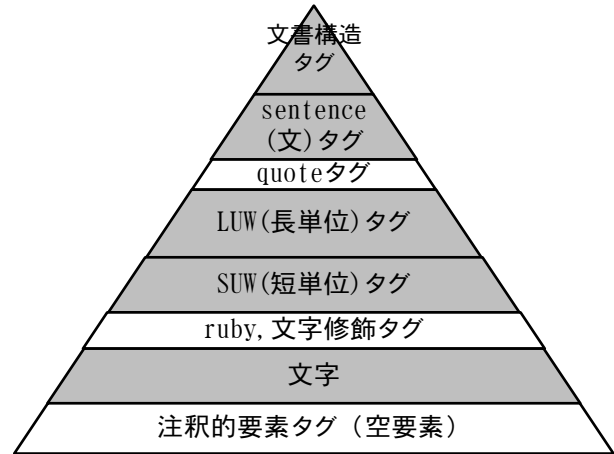 文書構造
タグ
sentence
(文)タグ
quoteタグ
LUW(長単位)タグ
SUW(短単位)タグ
ruby,文字修飾タグ
文字
注釈的要素タグ（空要素）